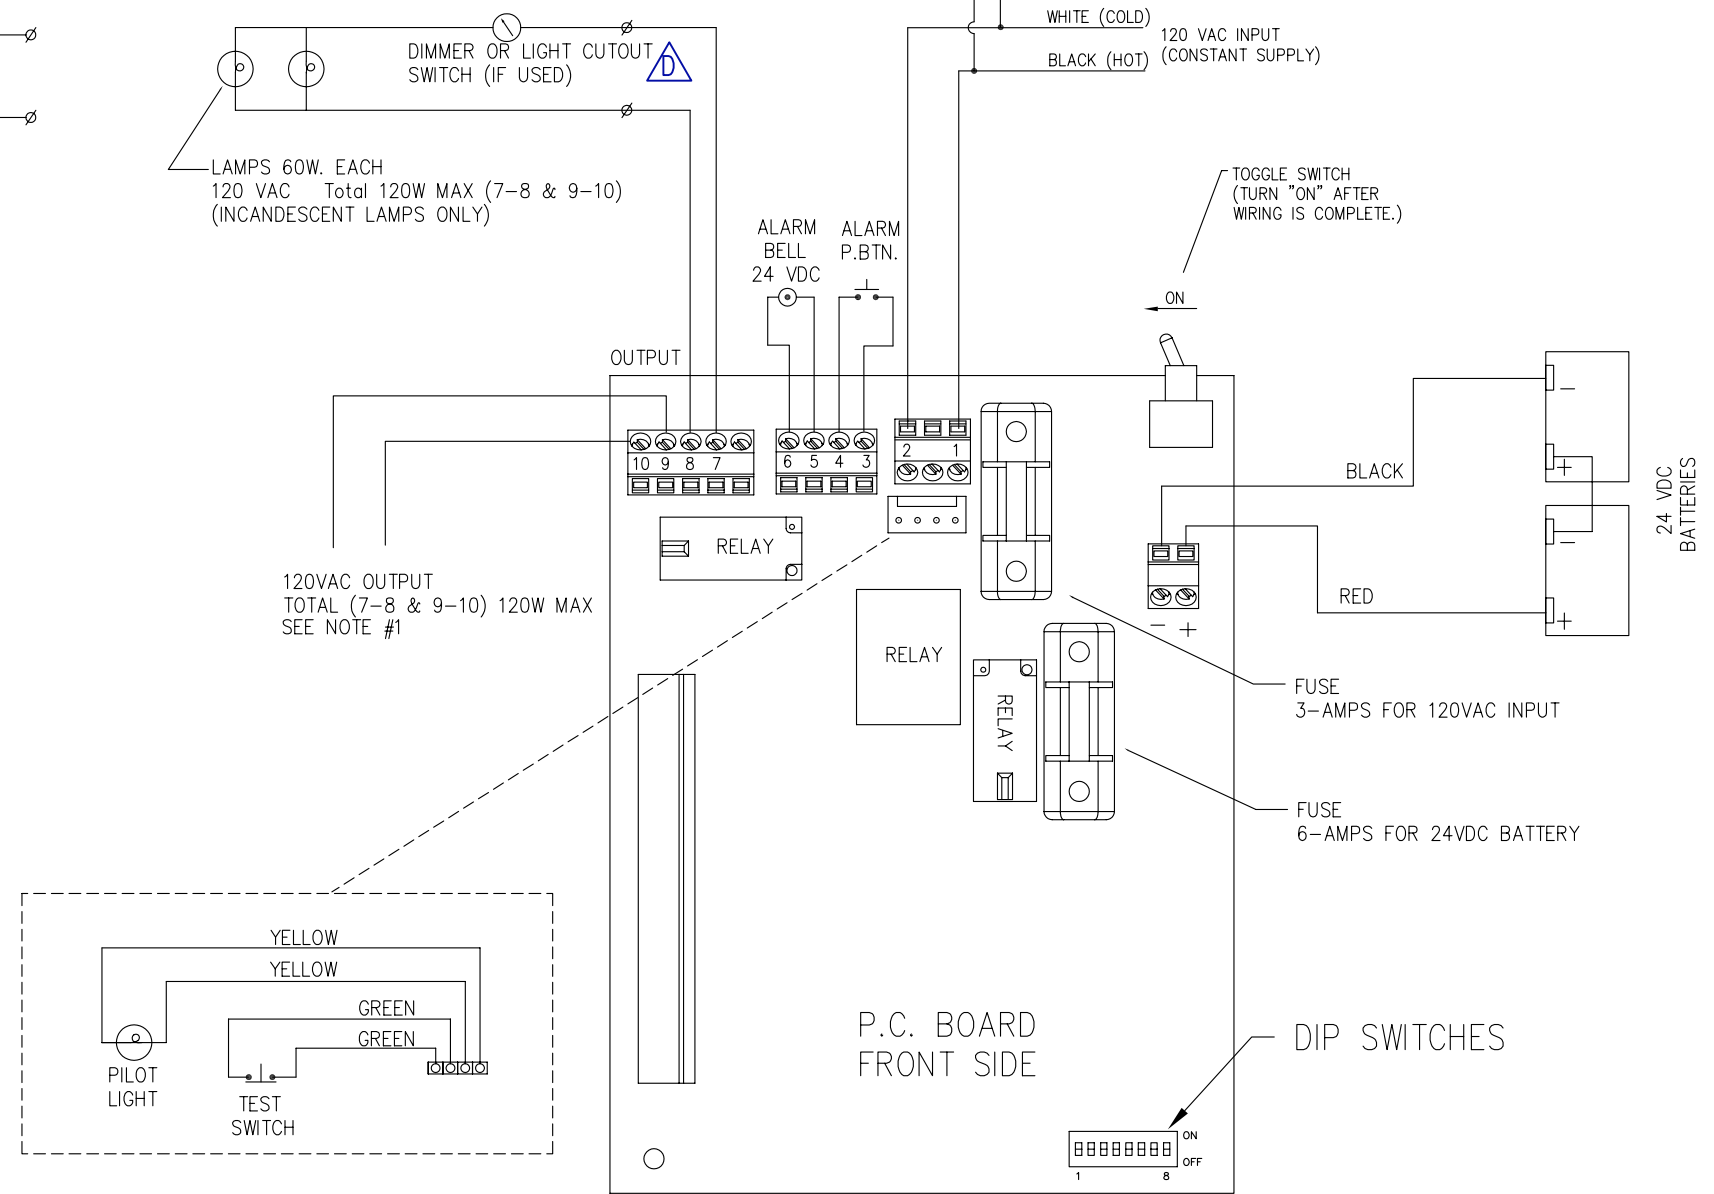 WHITE (COLD)
120 VAC INPUT
(CONSTANT SUPPLY)
BLACK (HOT)
DIMMER OR LIGHT CUTOUT
SWITCH (IF USED)
D
LAMPS 60W. EACH
120 VAC Total 120W MAX (7-8 & 9-10)
(INCANDESCENT LAMPS ONLY)
TOGGLE SWITCH
(TURN "ON" AFTER
WIRING IS COMPLETE.)
ALARM
BELL
24 VDC
ALARM
P.BTN.
ON
OUTPUT
10 9 8 7
6 5 4 3
2 1
BLACK
RED
- +
-
+
-
+
24 VDC
BATTERIES
RELAY
120VAC OUTPUT
TOTAL (7-8 & 9-10) 120W MAX
SEE NOTE #1
RELAY
RELAY
FUSE
3-AMPS FOR 120VAC INPUT
FUSE
6-AMPS FOR 24VDC BATTERY
YELLOW
YELLOW
GREEN
GREEN
PILOT
LIGHT
TEST
SWITCH
P.C. BOARD
FRONT SIDE
DIP SWITCHES
ON
OFF
1 8